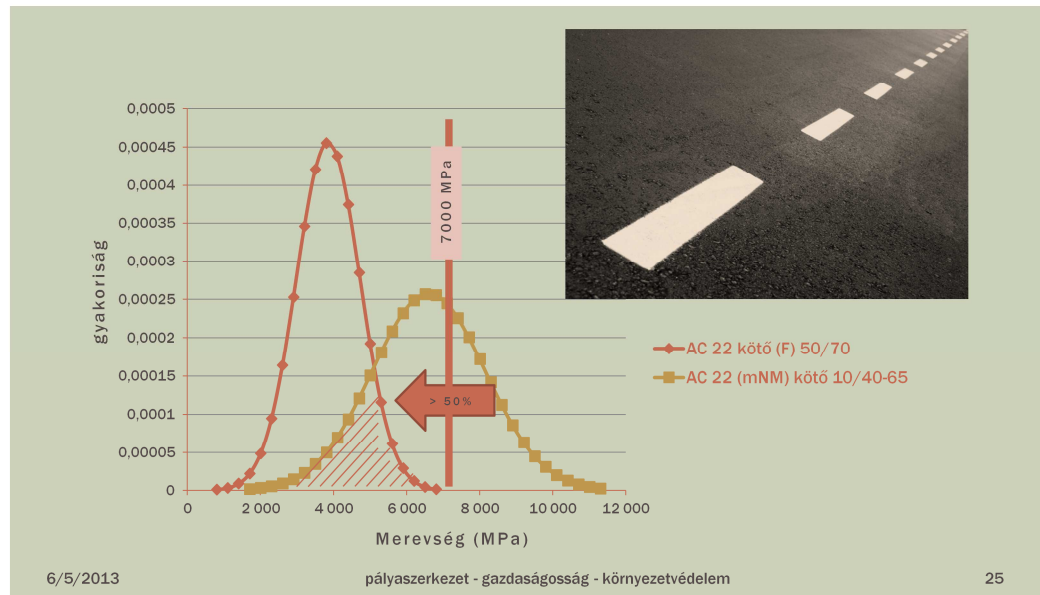 0,0005
0,00045
0,0004
0,00035
0,0003
0,00025
0,0002
0,00015
0,0001
0,00005
0
gyakoriság
7000 MPa
> 50%
AC 22 kötő (F) 50/70
AC 22 (mNM) kötő 10/40-65
0 2 000 4 000 6 000 8 000 10 000 12 000
Merevség (MPa)
6/5/2013 pályaszerkezet - gazdaságosság - környezetvédelem 25